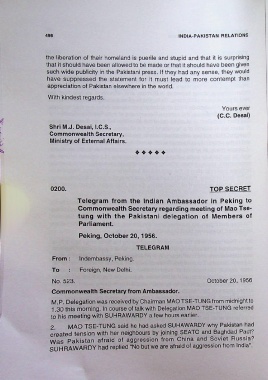 498 INDIA-PAKISTAN RELATIONS
the liberation of their homeland is puerile and stupid and that it is surprising
that it should have been allowed to be made or that it should have been given
such wide publicity in the Pakistani press. If they had any sense, they would
have suppressed the statement for it must lead to more contempt than
appreciation of Pakistan elsewhere in the world.
With kindest regards.
Yours ever
(C.C. Desai)
Shri M.J. Desai, I.C.S.,
Commonwealth Secretary,
Ministry of External Affairs.
♦ ♦ ♦ ♦ ♦
0200. TOP SECRET
Telegram from the Indian Ambassador in Peking to
Commonwealth Secretary regarding meeting of Mao Tse-
tung with the Pakistani delegation of Members of
Parliament.
Peking, October 20, 1956.
TELEGRAM
From : Indembassy, Peking.
To : Foreign, New Delhi.
No. 523. October 20, 1956
Commonwealth Secretary from Ambassador.
M.P. Delegation was received by Chairman MAO TSE-TUNG from midnight to
1.30 this morning. In course of talk with Delegation MAO TSE-TUNG referred
to his meeting with SUHRAWARDY a few hours earlier.
2. MAO TSE-TUNG said he had asked SUHAWARDY why Pakistan had
created tension with her neighbours by joining SEATO and Baghdad Pact?
Was Pakistan afraid of aggression from China and Soviet Russia?
SUHRAWARDY had replied "No but we are afraid of aggression from India".